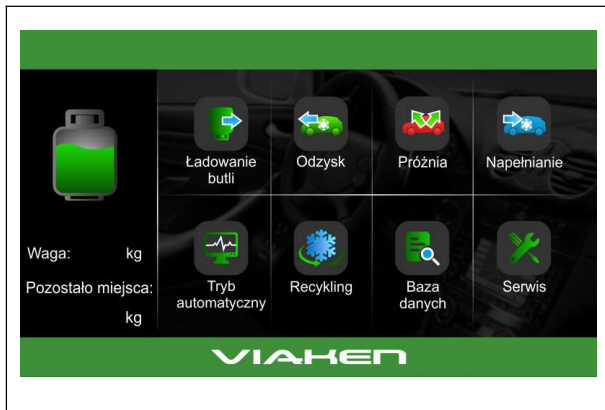 Ładowanie
butli
Odzysk
Próżnia
Napełnianie
Waga: kg
Pozostało miejsca:
kg
Tryb
automatyczny
Recykling
Baza
danych
Serwis
VIAKEN